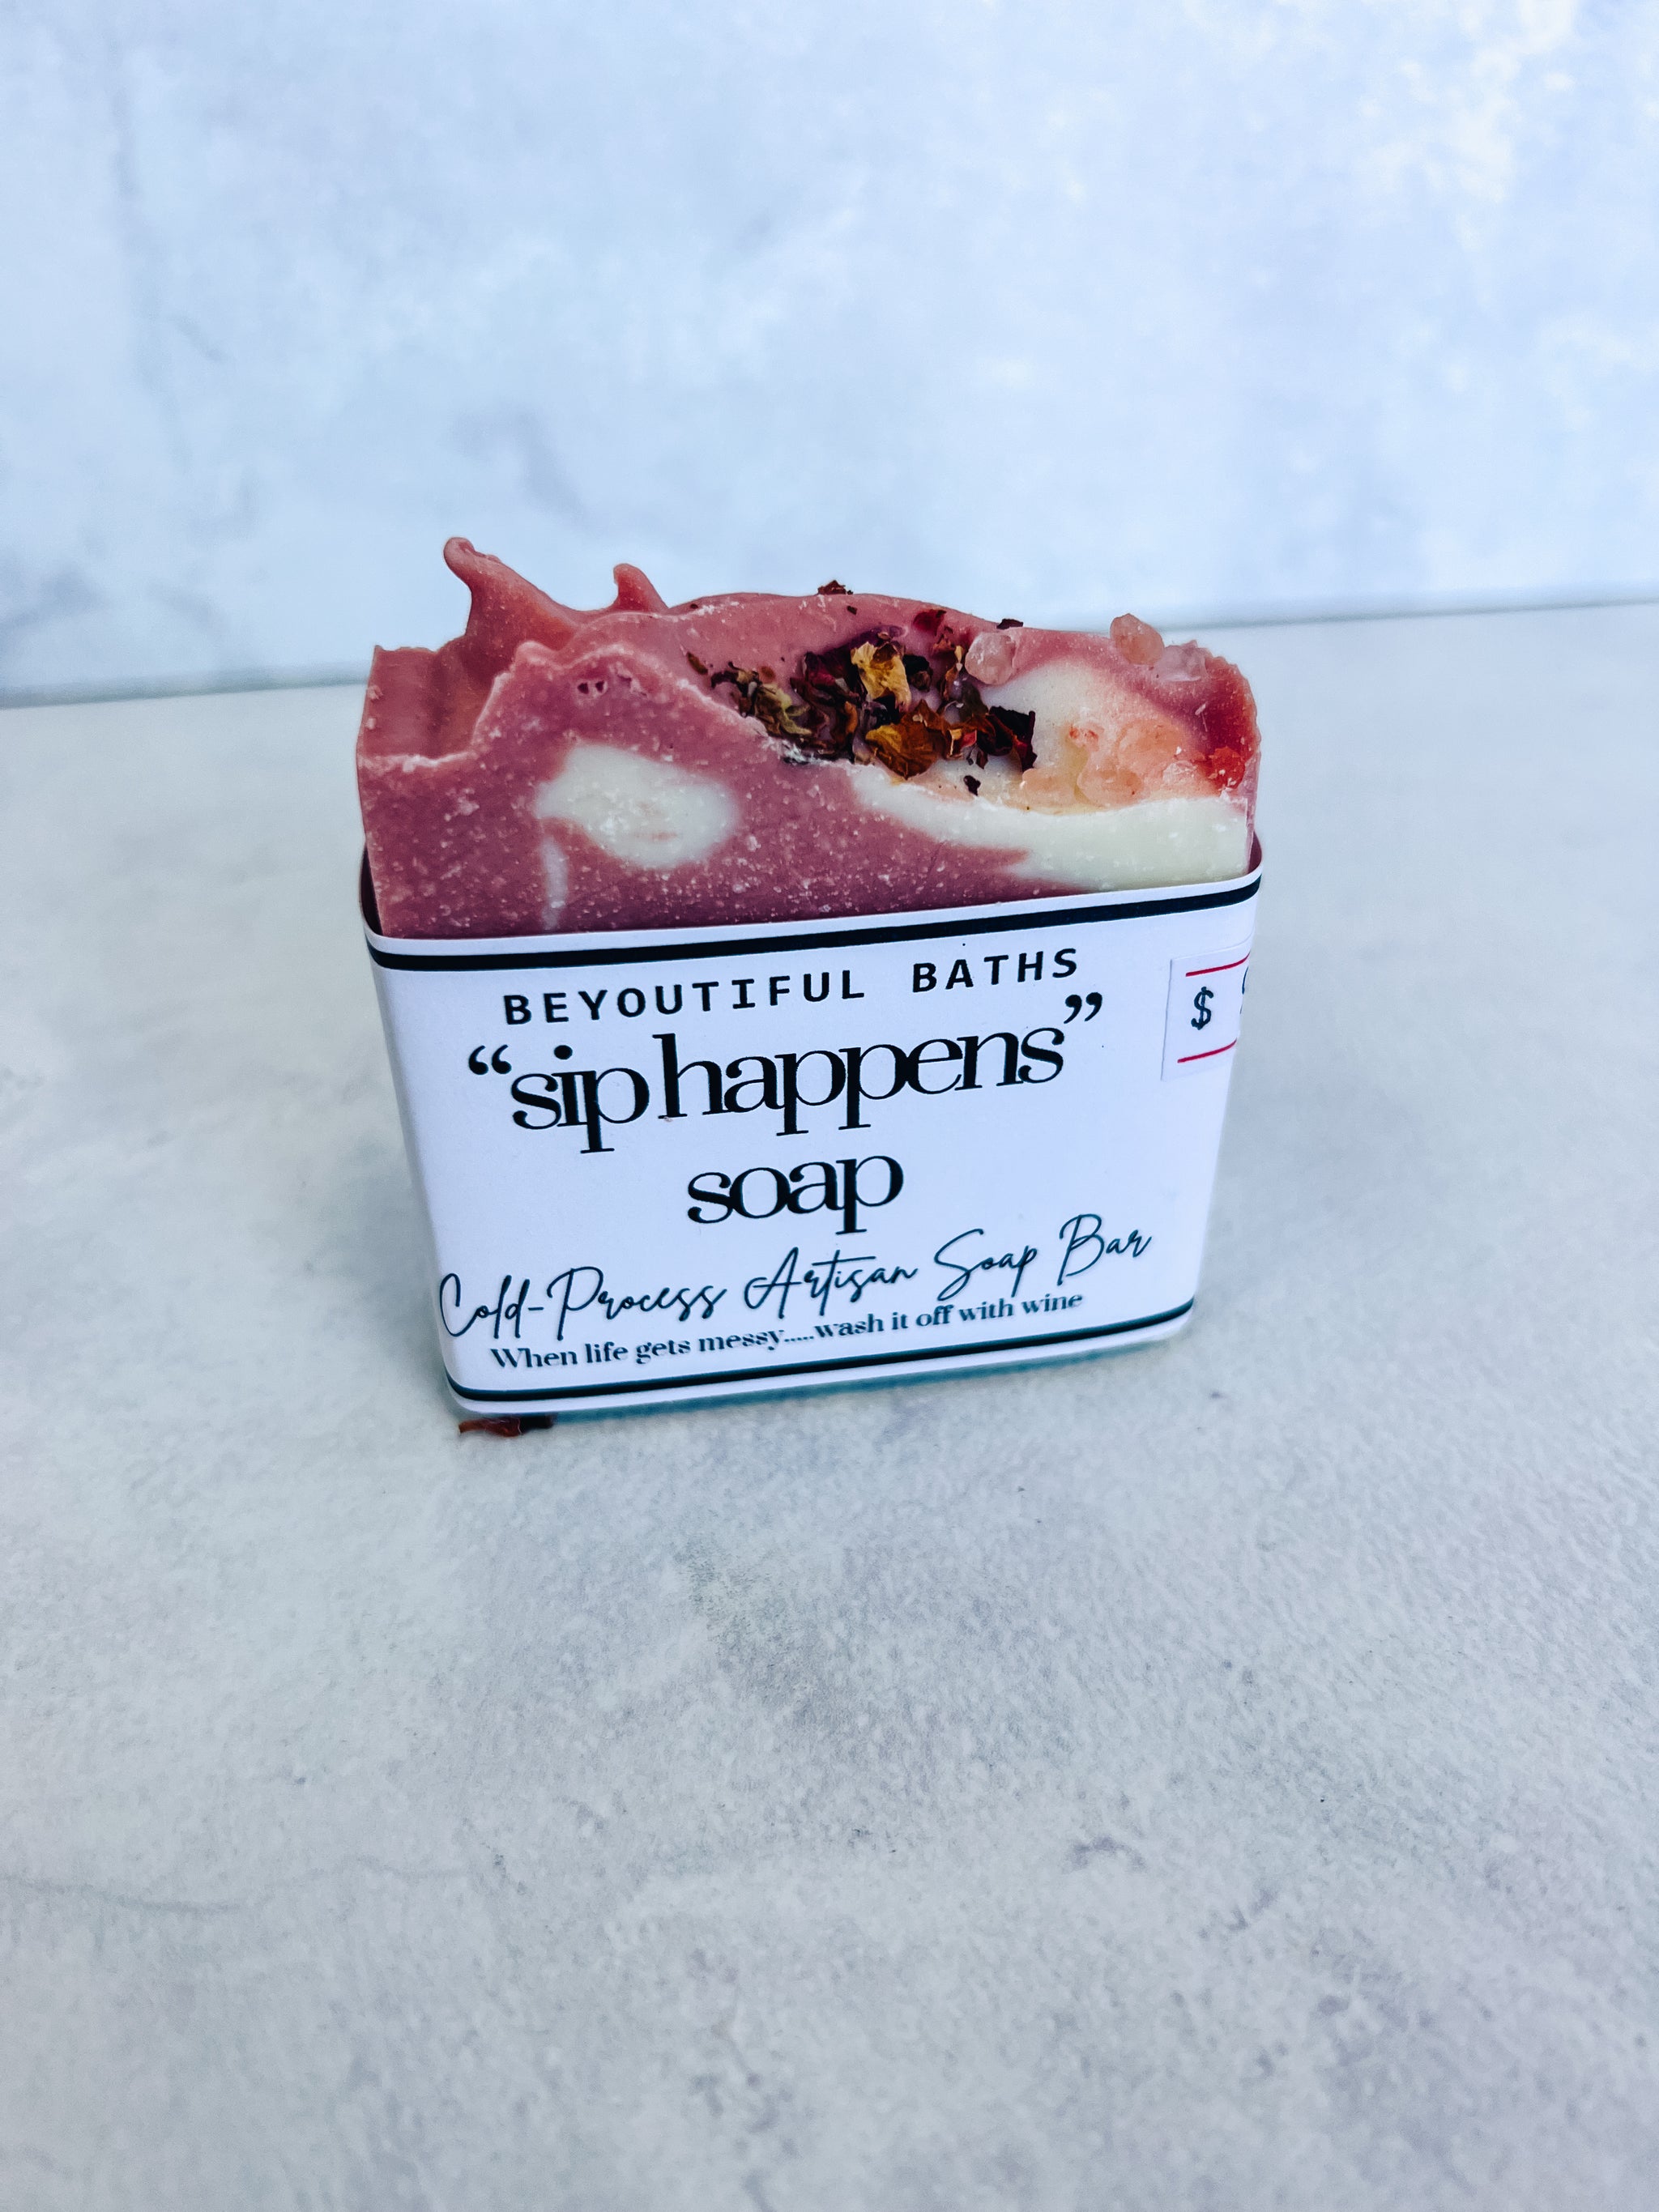 BEYOUTIFUL BATHS
“sip happens”
soap
$
Cold-Process Artisan Soap Bar
When life gets messy.....wash it off with wine